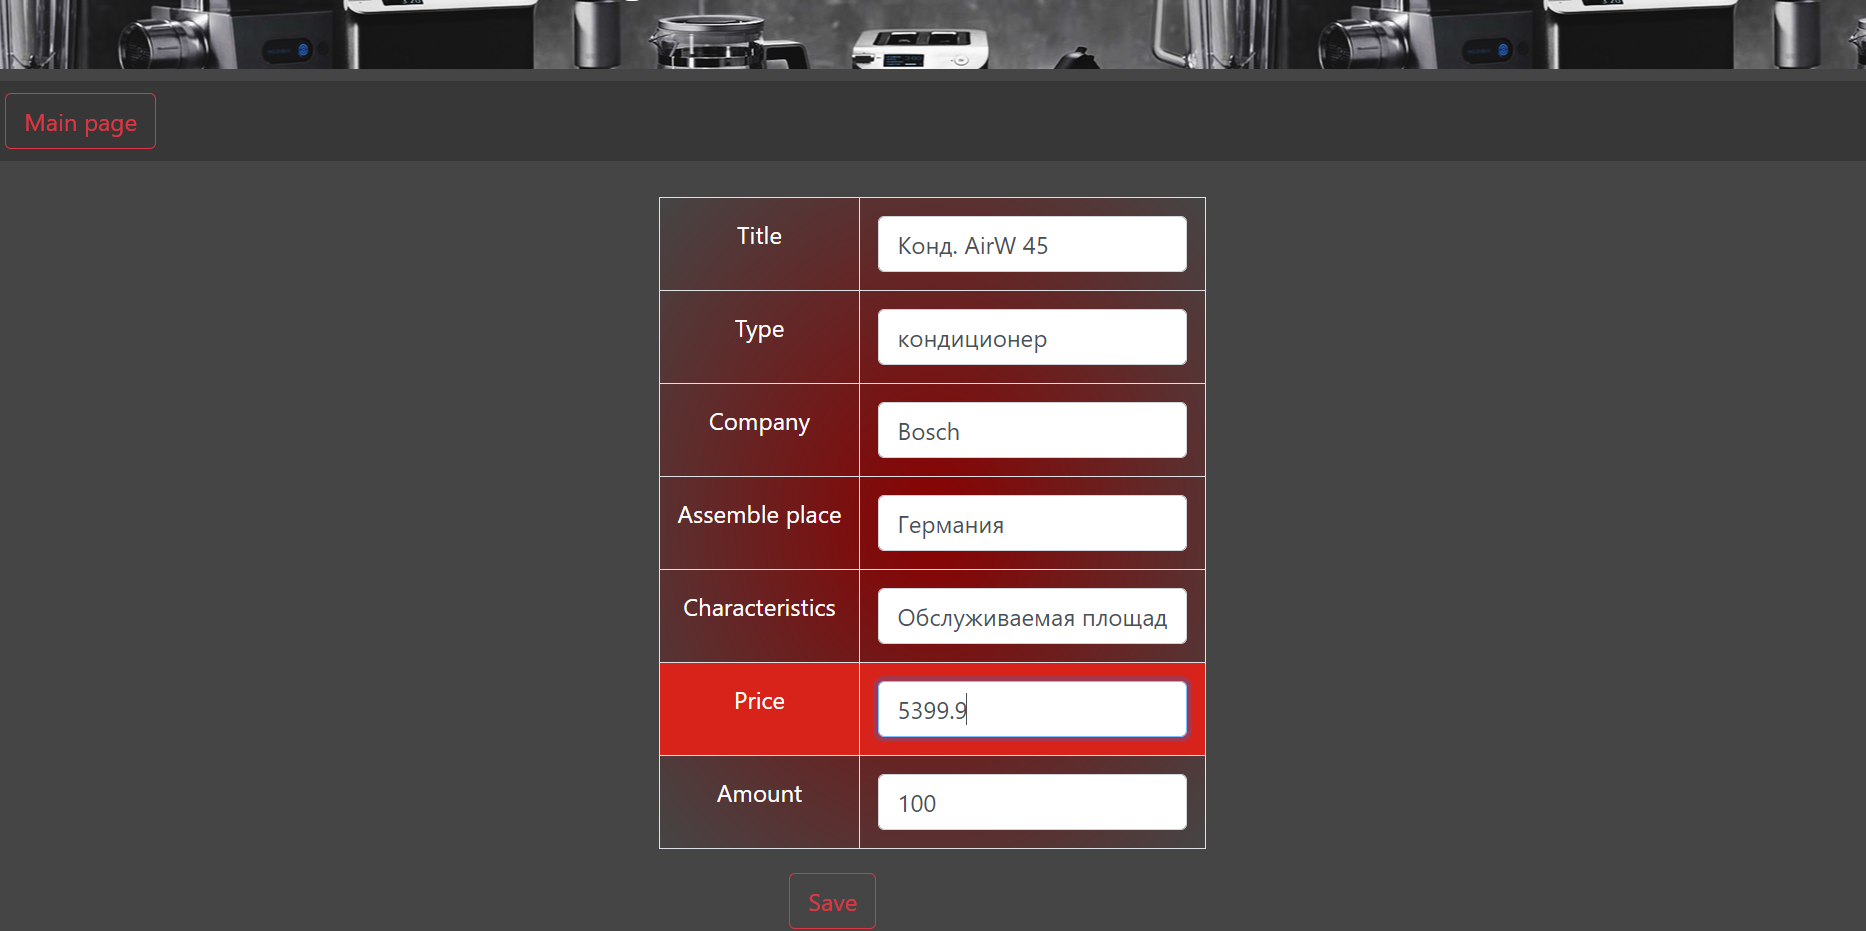 Main page
Title
Конд. AirW 45
Type
кондиционер
Company
Bosch
Assemble place
Германия
Characteristics
Обслуживаемая площад
Price
5399.9
Amount
100
Save